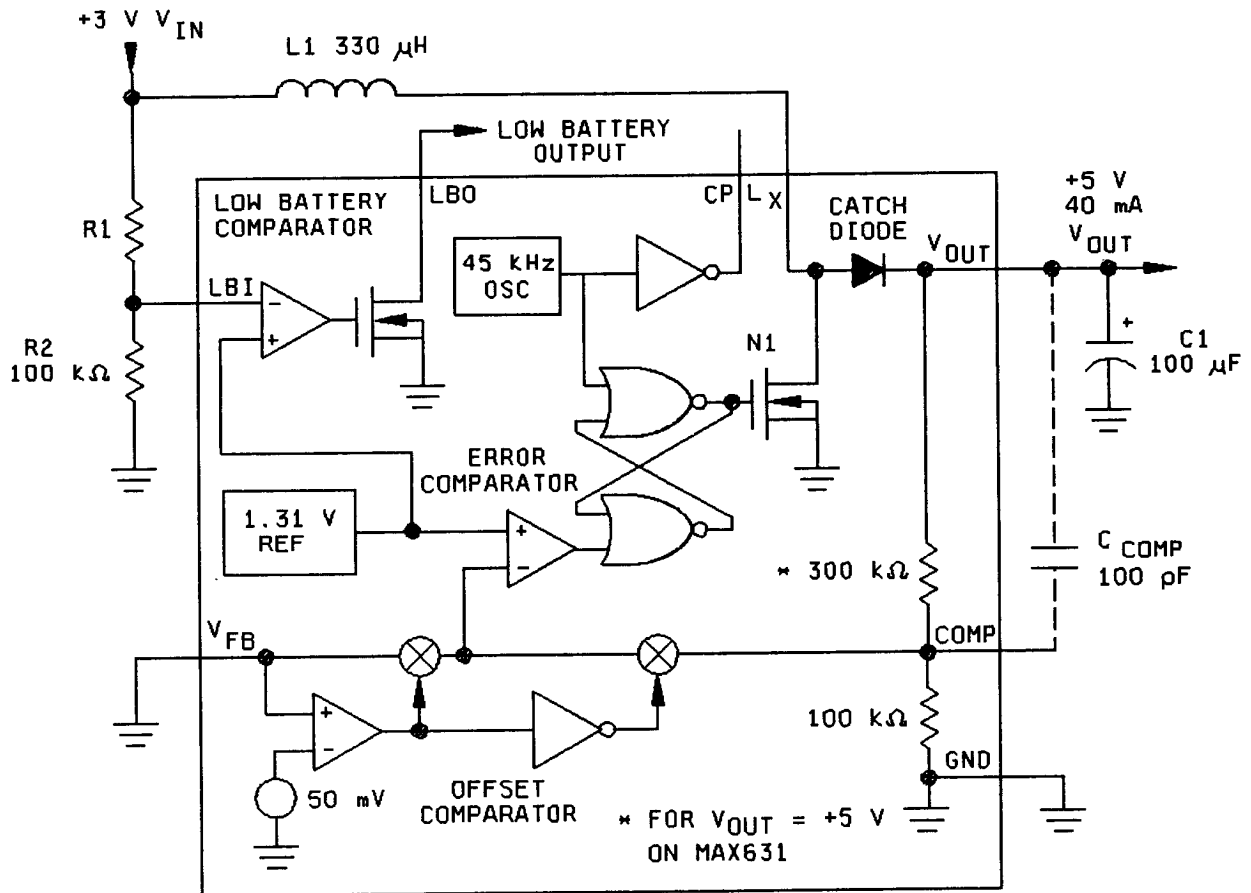 +3 V V_IN
L1 330 µH
LOW BATTERY
OUTPUT
LOW BATTERY
COMPARATOR
LBO
CP
L_X
CATCH
DIODE
V_OUT
+5 V
40 mA
V_OUT
R1
LBI
-
+
45 KHz
OSC
N1
+
C1
100 µF
R2
100 kΩ
ERROR
COMPARATOR
1.31 V
REF
+
-
* 300 kΩ
C_COMP
100 pF
V_FB
COMP
+
-
100 kΩ
50 mV
OFFSET
COMPARATOR
GND
* FOR V_OUT = +5 V
ON MAX631